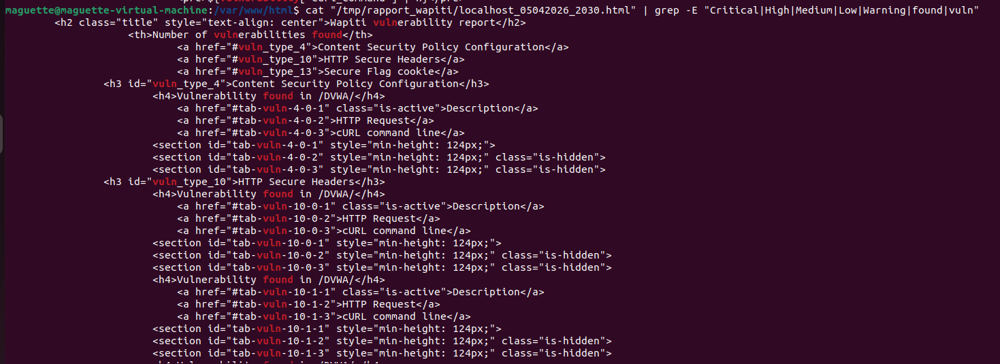 maguette@maguette-virtual-machine:/var/www/html$ cat "/tmp/rapport_wapiti/localhost_05042026_2030.html" | grep -E "Critical|High|Medium|Low|Warning|found|vuln"
<h2 class="title" style="text-align: center">Wapiti vulnerability report</h2>
<th>Number of vulnerabilities found</th>
<a href="#vuln_type_4">Content Security Policy Configuration</a>
<a href="#vuln_type_10">HTTP Secure Headers</a>
<a href="#vuln_type_13">Secure Flag cookie</a>
<h3 id="vuln_type_4">Content Security Policy Configuration</h3>
<h4>Vulnerability found in /DVWA/</h4>
<a href="#tab-vuln-4-0-1" class="is-active">Description</a>
<a href="#tab-vuln-4-0-2">HTTP Request</a>
<a href="#tab-vuln-4-0-3">cURL command line</a>
<section id="tab-vuln-4-0-1" style="min-height: 124px;">
<section id="tab-vuln-4-0-2" style="min-height: 124px;" class="is-hidden">
<section id="tab-vuln-4-0-3" style="min-height: 124px;" class="is-hidden">
<h3 id="vuln_type_10">HTTP Secure Headers</h3>
<h4>Vulnerability found in /DVWA/</h4>
<a href="#tab-vuln-10-0-1" class="is-active">Description</a>
<a href="#tab-vuln-10-0-2">HTTP Request</a>
<a href="#tab-vuln-10-0-3">cURL command line</a>
<section id="tab-vuln-10-0-1" style="min-height: 124px;">
<section id="tab-vuln-10-0-2" style="min-height: 124px;" class="is-hidden">
<section id="tab-vuln-10-0-3" style="min-height: 124px;" class="is-hidden">
<h4>Vulnerability found in /DVWA/</h4>
<a href="#tab-vuln-10-1-1" class="is-active">Description</a>
<a href="#tab-vuln-10-1-2">HTTP Request</a>
<a href="#tab-vuln-10-1-3">cURL command line</a>
<section id="tab-vuln-10-1-1" style="min-height: 124px;">
<section id="tab-vuln-10-1-2" style="min-height: 124px;" class="is-hidden">
<section id="tab-vuln-10-1-3" style="min-height: 124px;" class="is-hidden">